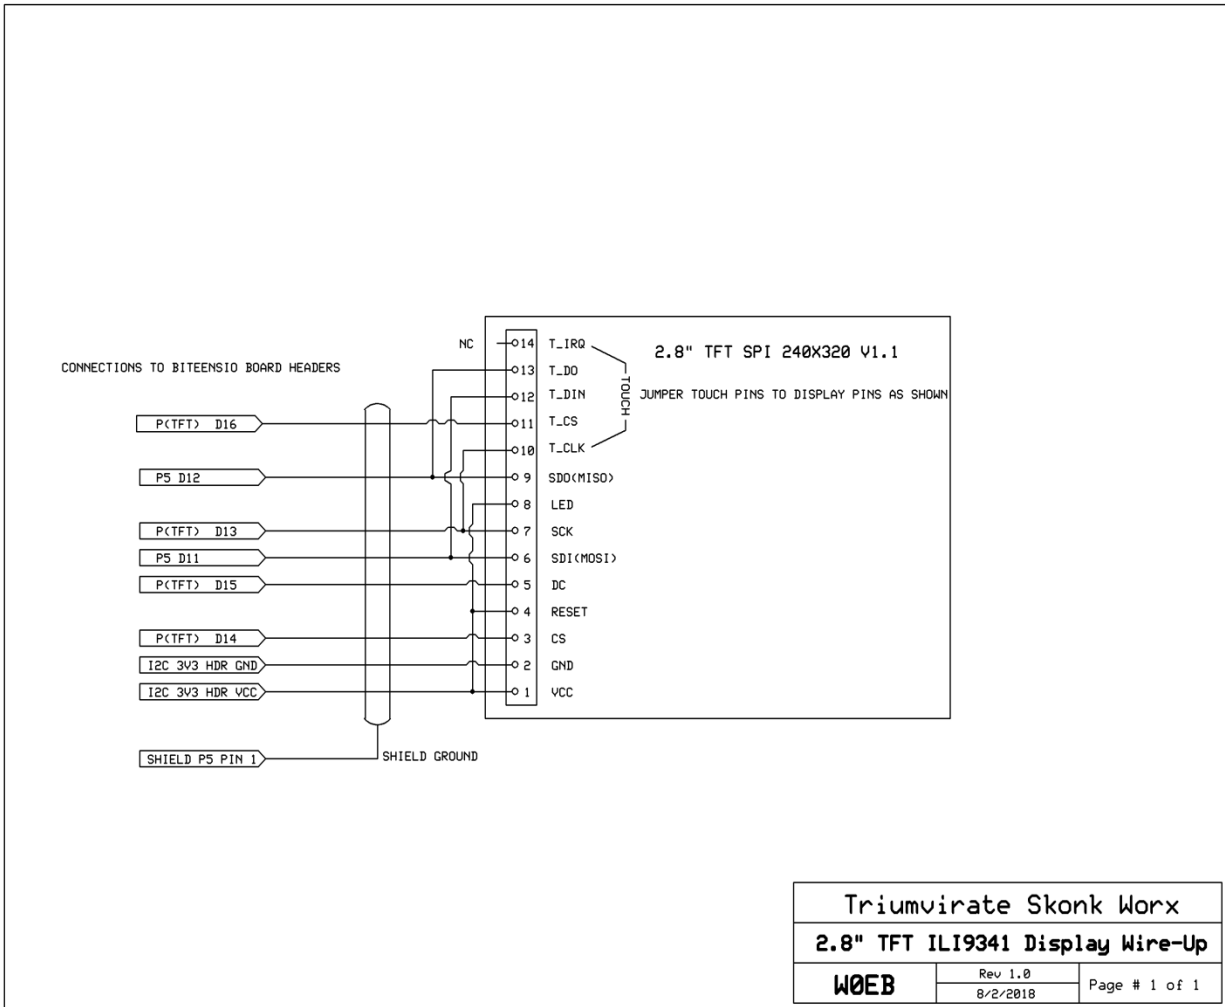 NC
14 T_IRQ
2.8" TFT SPI 240X320 V1.1
CONNECTIONS TO BITEENSIO BOARD HEADERS
13 T_DO
12 T_DIN
TOUCH
JUMPER TOUCH PINS TO DISPLAY PINS AS SHOWN
P(TFT) D16
11 T_CS
10 T_CLK
P5 D12
9 SDO(MISO)
8 LED
P(TFT) D13
7 SCK
P5 D11
6 SDI(MOSI)
P(TFT) D15
5 DC
4 RESET
P(TFT) D14
3 CS
I2C 3V3 HDR GND
2 GND
I2C 3V3 HDR VCC
1 VCC
SHIELD P5 PIN 1
SHIELD GROUND
Triumvirate Skonk Worx
2.8" TFT ILI9341 Display Wire-Up
W0EB
Rev 1.0
8/2/2018
Page # 1 of 1